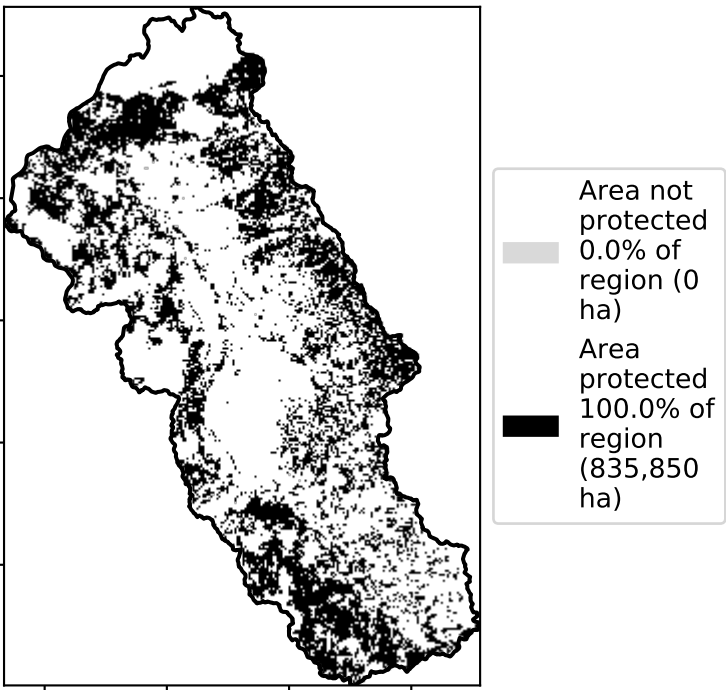 Area not
protected
0.0% of
region (0
ha)
Area
protected
100.0% of
region
(835,850
ha)